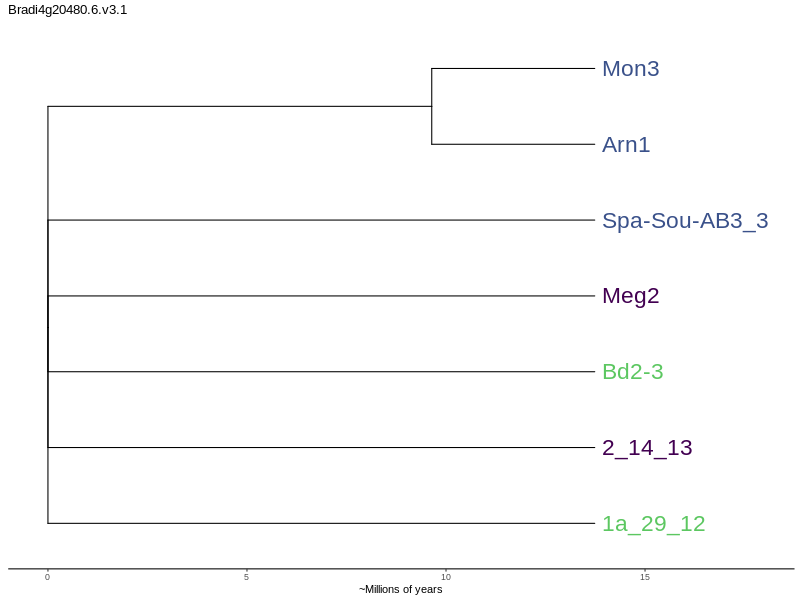 Bradi4g20480.6.v3.1
Mon3
Arn1
Spa-Sou-AB3_3
Meg2
Bd2-3
2_14_13
1a_29_12
0 5 10 15
~Millions of years